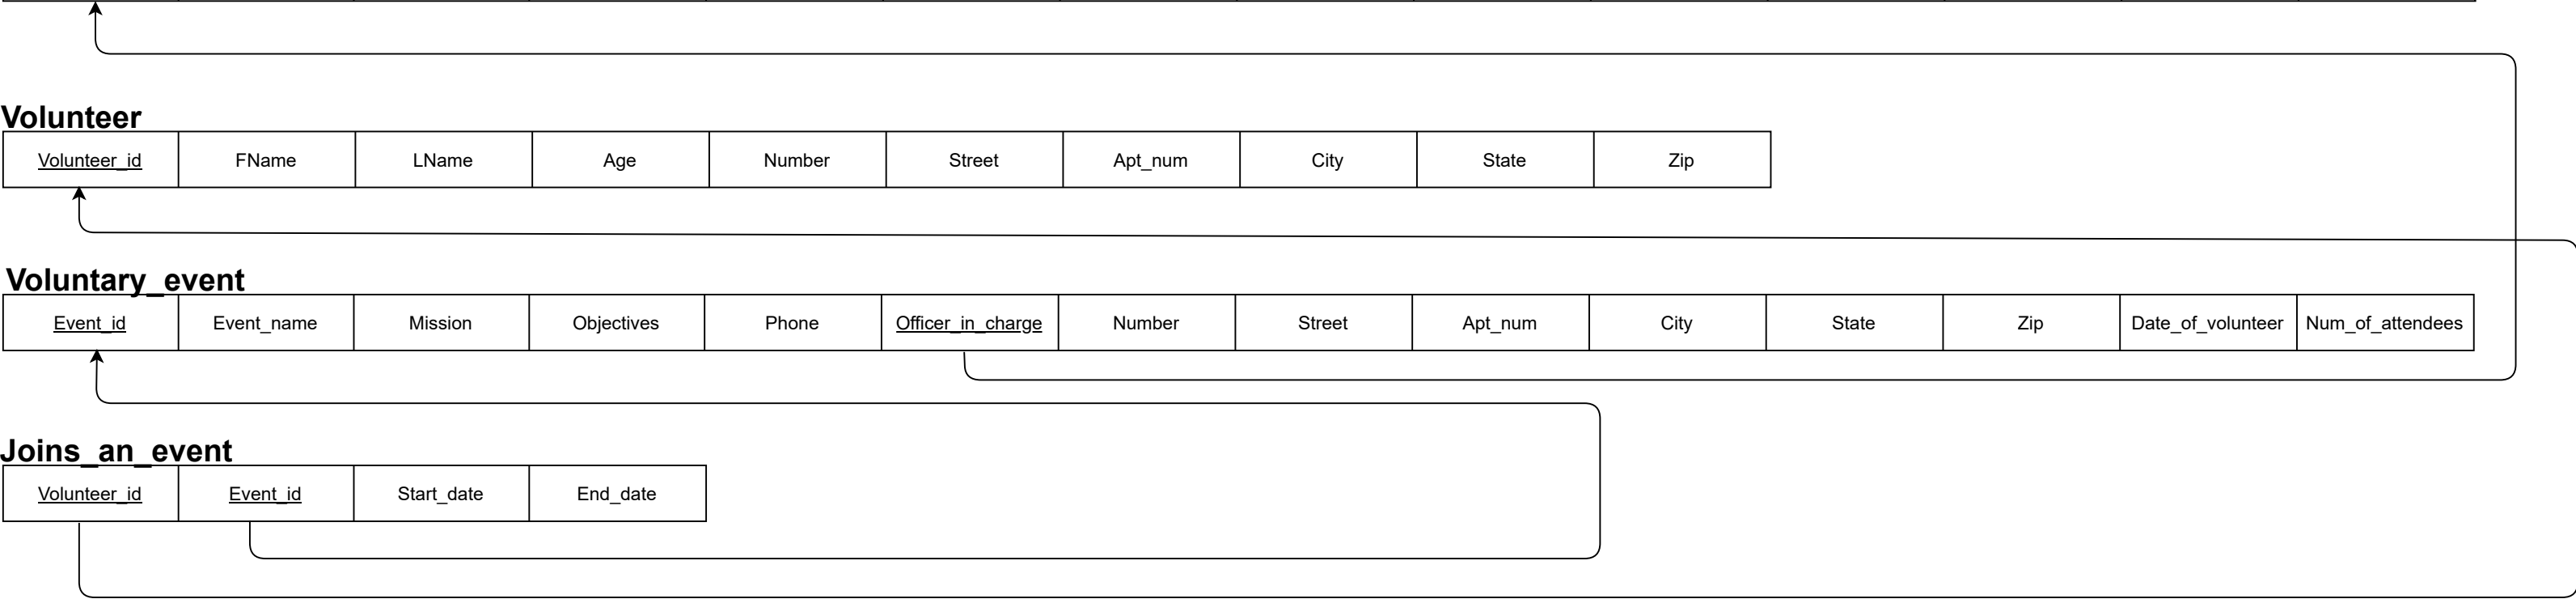 Volunteer
Volunteer_id FName LName Age Number Street Apt_num City State Zip
Voluntary_event
Event_id Event_name Mission Objectives Phone Officer_in_charge Number Street Apt_num City State Zip Date_of_volunteer Num_of_attendees
Joins_an_event
Volunteer_id Event_id Start_date End_date